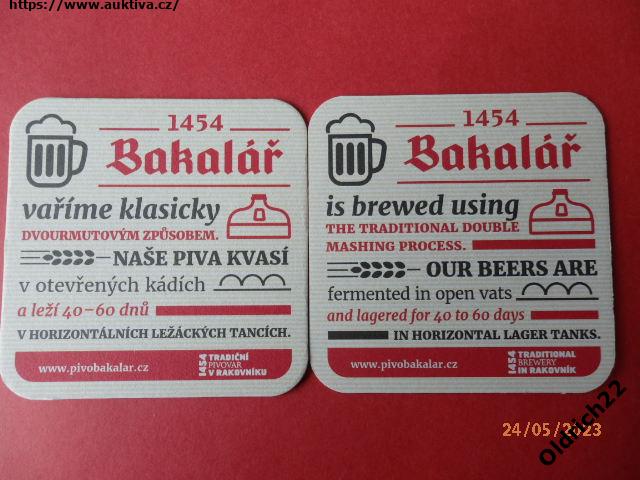 https://www.auktiva.cz/
1454
Bakalář
vaříme klasicky
DVOURMUTOVÝM ZPŮSOBEM.
NAŠE PIVA KVASÍ
v otevřených kádích
a leží 40–60 dnů
V HORIZONTÁLNÍCH LEŽÁCKÝCH TANCÍCH.
www.pivobakalar.cz
1454 TRADIČNÍ
PIVOVAR
V RAKOVNÍKU
1454
Bakalář
is brewed using
THE TRADITIONAL DOUBLE
MASHING PROCESS.
OUR BEERS ARE
fermented in open vats
and lagered for 40 to 60 days
IN HORIZONTAL LAGER TANKS.
www.pivobakalar.cz
1454 TRADITIONAL
BREWERY
IN RAKOVNÍK
24/05/2023
Oldrich22